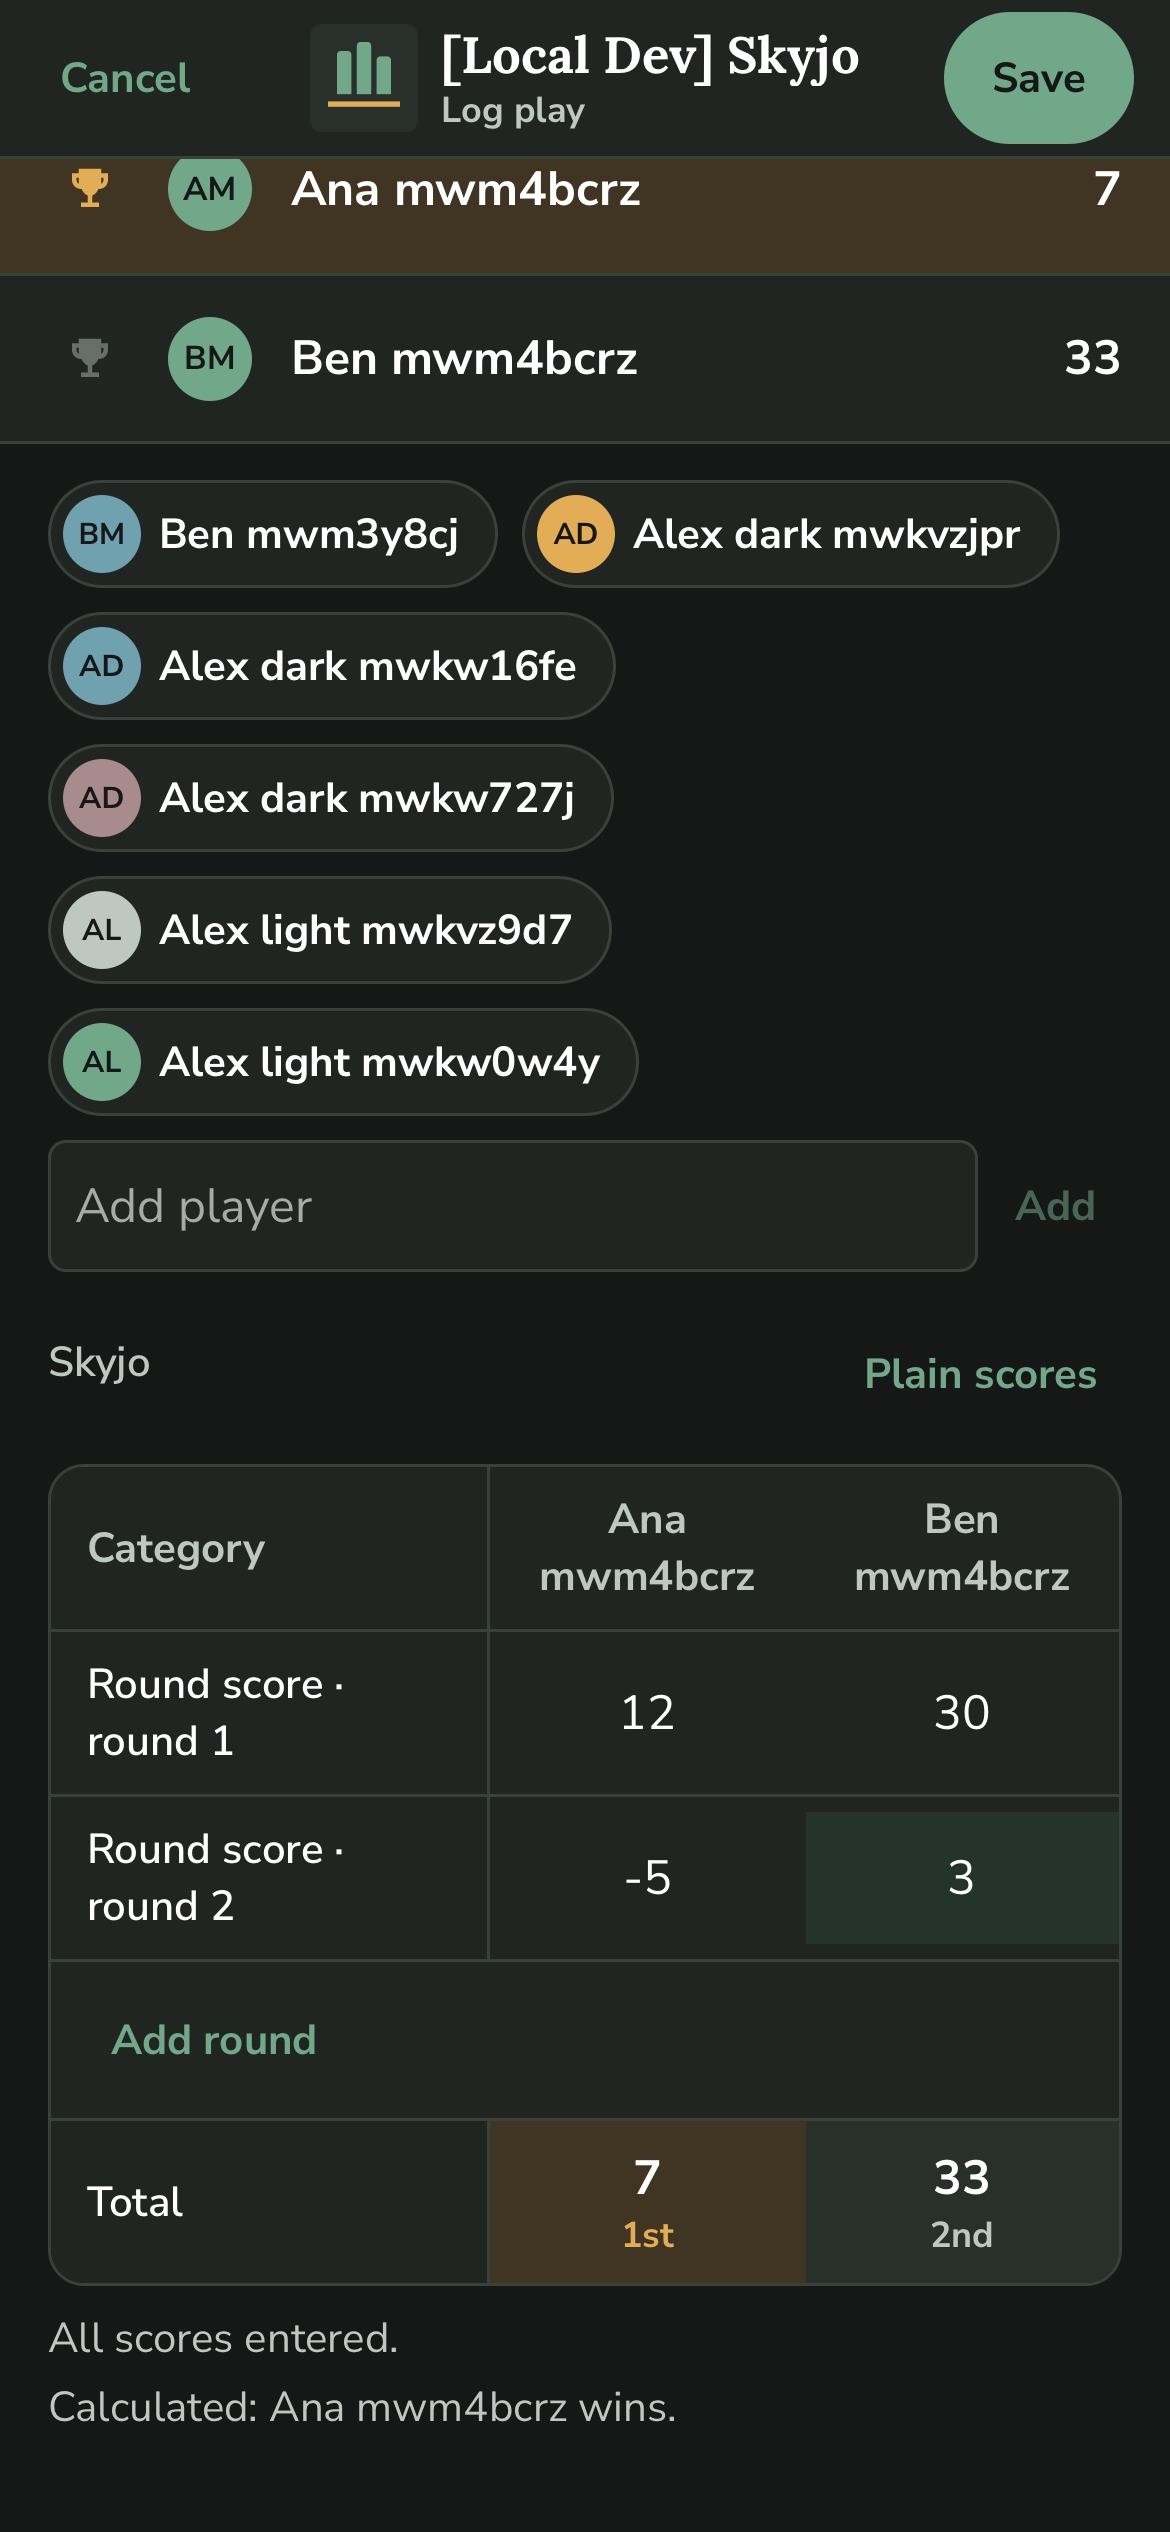 Cancel
[Local Dev] Skyjo
Log play
Save
AM Ana mwm4bcrz 7
BM Ben mwm4bcrz 33
BM Ben mwm3y8cj AD Alex dark mwkvzjpr
AD Alex dark mwkw16fe
AD Alex dark mwkw727j
AL Alex light mwkvz9d7
AL Alex light mwkw0w4y
Add player Add
Skyjo Plain scores
Category
Ana
mwm4bcrz
Ben
mwm4bcrz
Round score ·
round 1
12 30
Round score ·
round 2
-5 3
Add round
Total
7
1st
33
2nd
All scores entered.
Calculated: Ana mwm4bcrz wins.